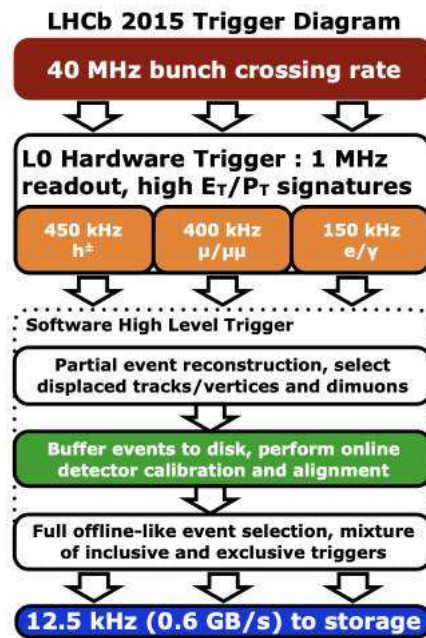 LHCb 2015 Trigger Diagram
40 MHz bunch crossing rate
L0 Hardware Trigger : 1 MHz
readout, high E_T/P_T signatures
450 kHz
h±
400 kHz
μ/μμ
150 kHz
e/γ
Software High Level Trigger
Partial event reconstruction, select
displaced tracks/vertices and dimuons
Buffer events to disk, perform online
detector calibration and alignment
Full offline-like event selection, mixture
of inclusive and exclusive triggers
12.5 kHz (0.6 GB/s) to storage